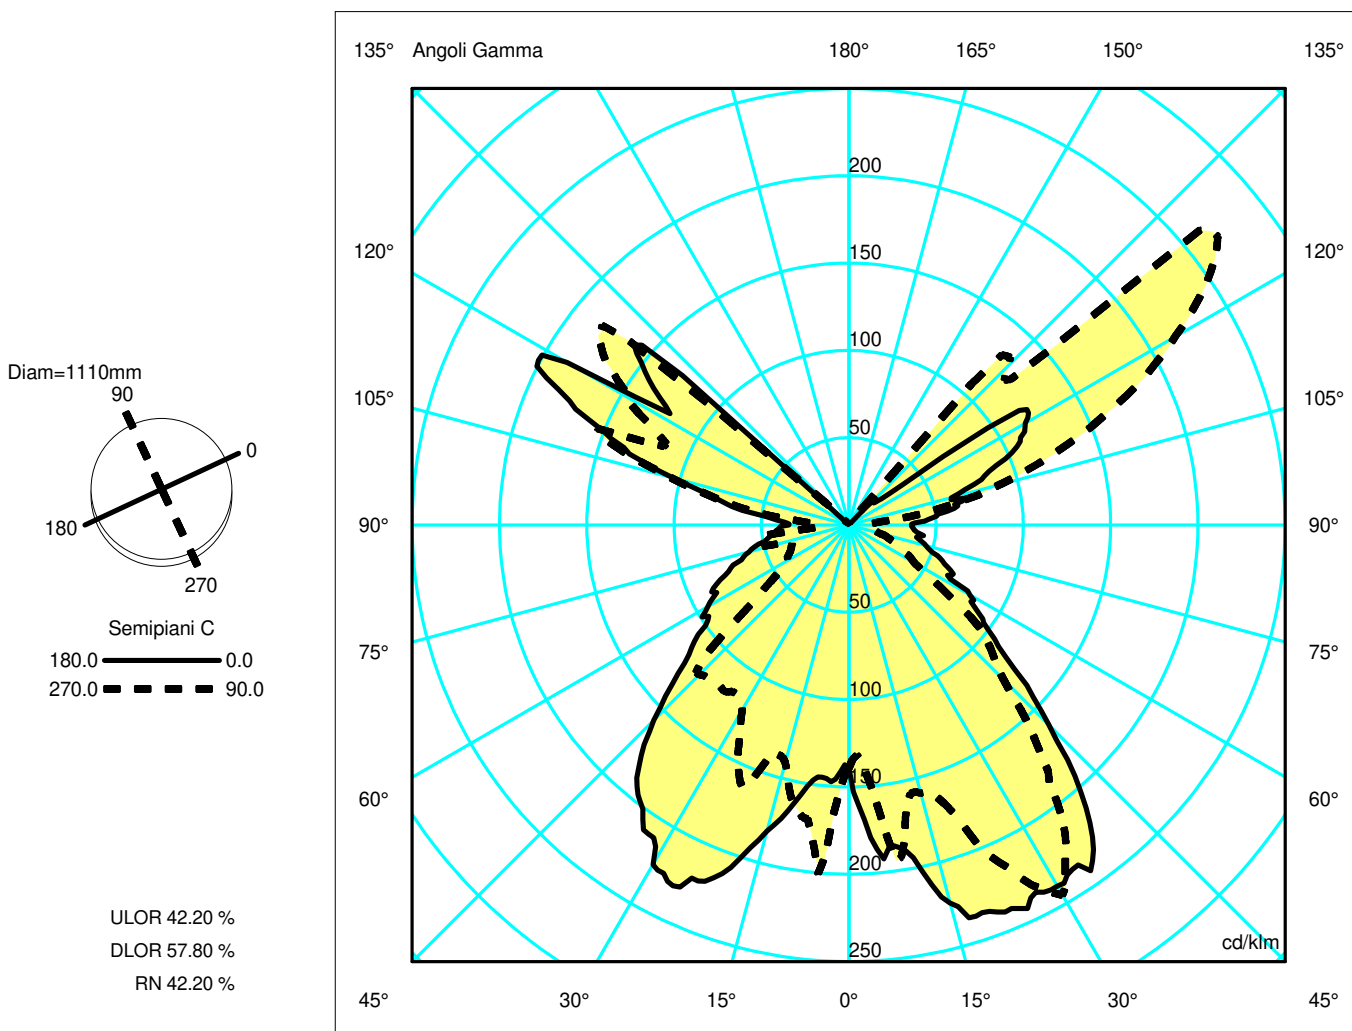 135° Angoli Gamma 180° 165° 150° 135°
200
120° 150 120°
100
Diam=1110mm
90
105° 105°
50
0
180
90° 90°
270
50
Semipiani C
180.0 0.0
75° 75°
270.0 90.0
100
150
60° 60°
200
ULOR 42.20 %
DLOR 57.80 %
RN 42.20 %
250 cd/klm
45° 30° 15° 0° 15° 30° 45°